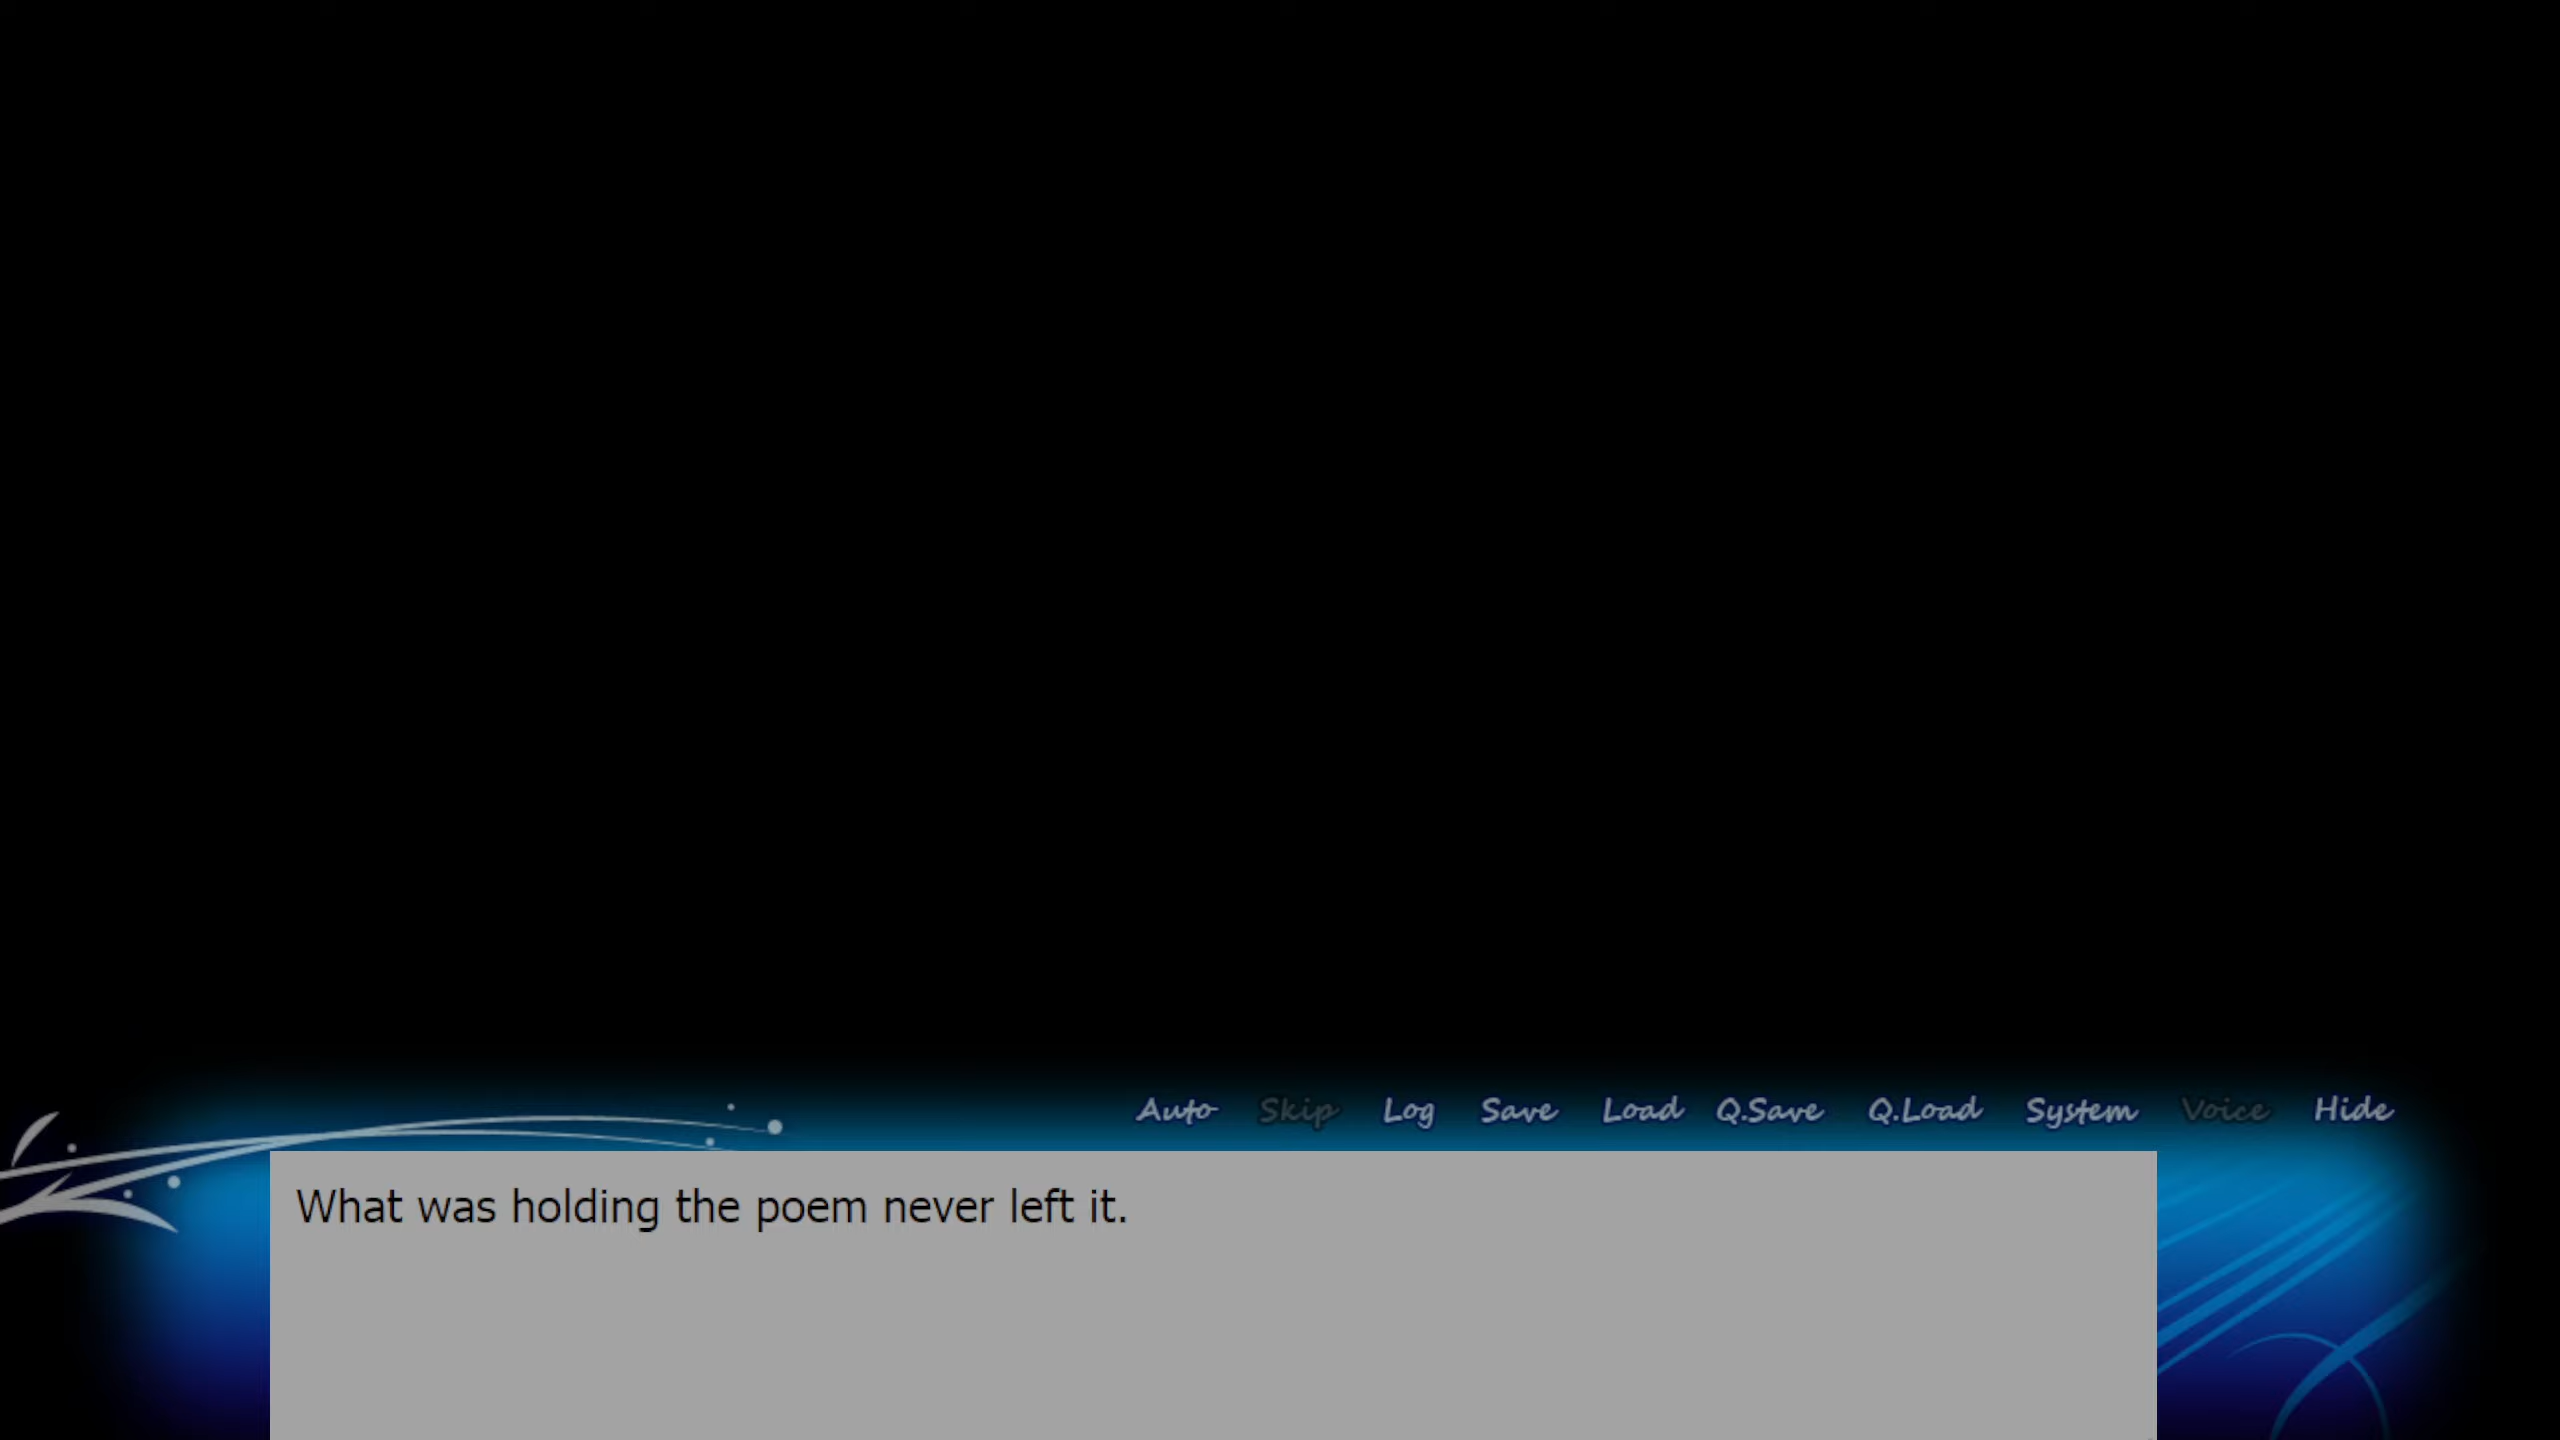 Auto Skip Log Save Load Q.Save Q.Load System Voice Hide
What was holding the poem never left it.